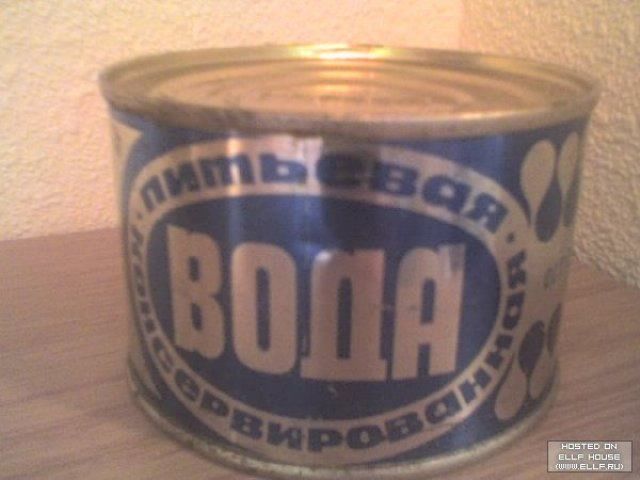 питьевая
ВОДА
консервированная
HOSTED ON
ELLF HOUSE
(WWW.ELLF.RU)